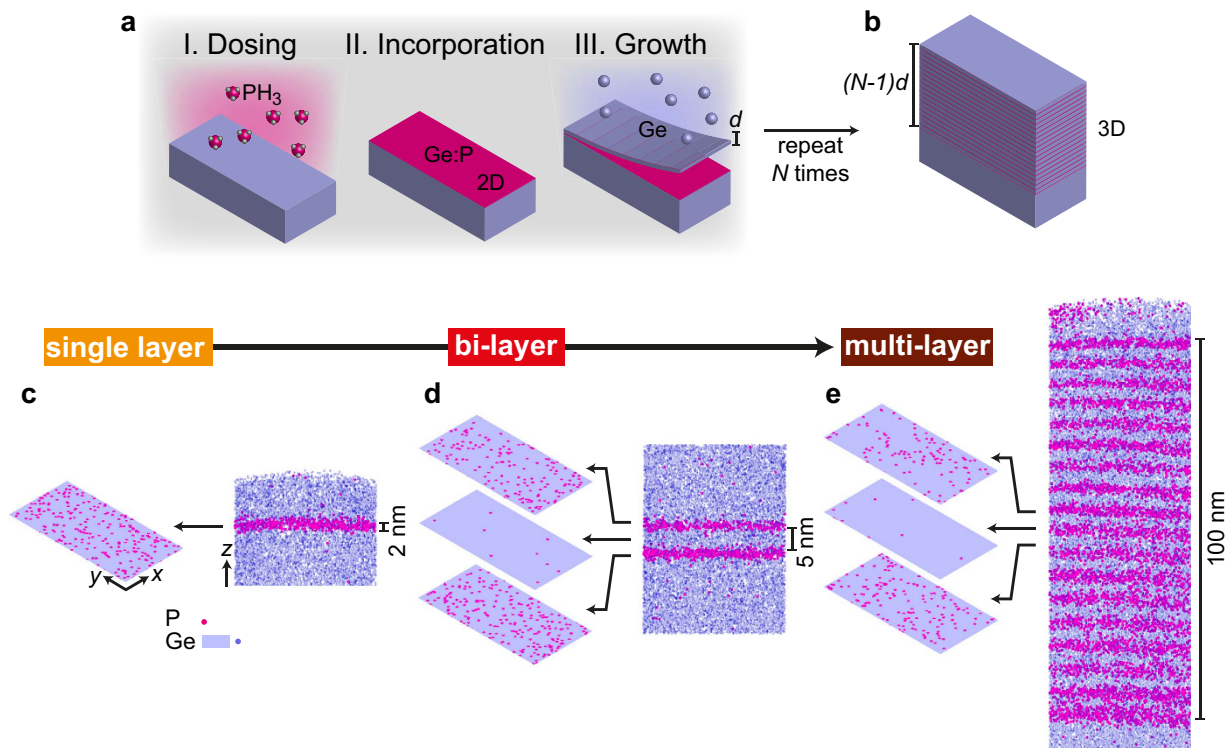 a
b
I. Dosing
II. Incorporation
III. Growth
PH3
Ge:P
2D
Ge
d
repeat
N times
(N-1)d
3D
single layer
bi-layer
multi-layer
c
d
e
2 nm
5 nm
100 nm
z
y
x
P
Ge